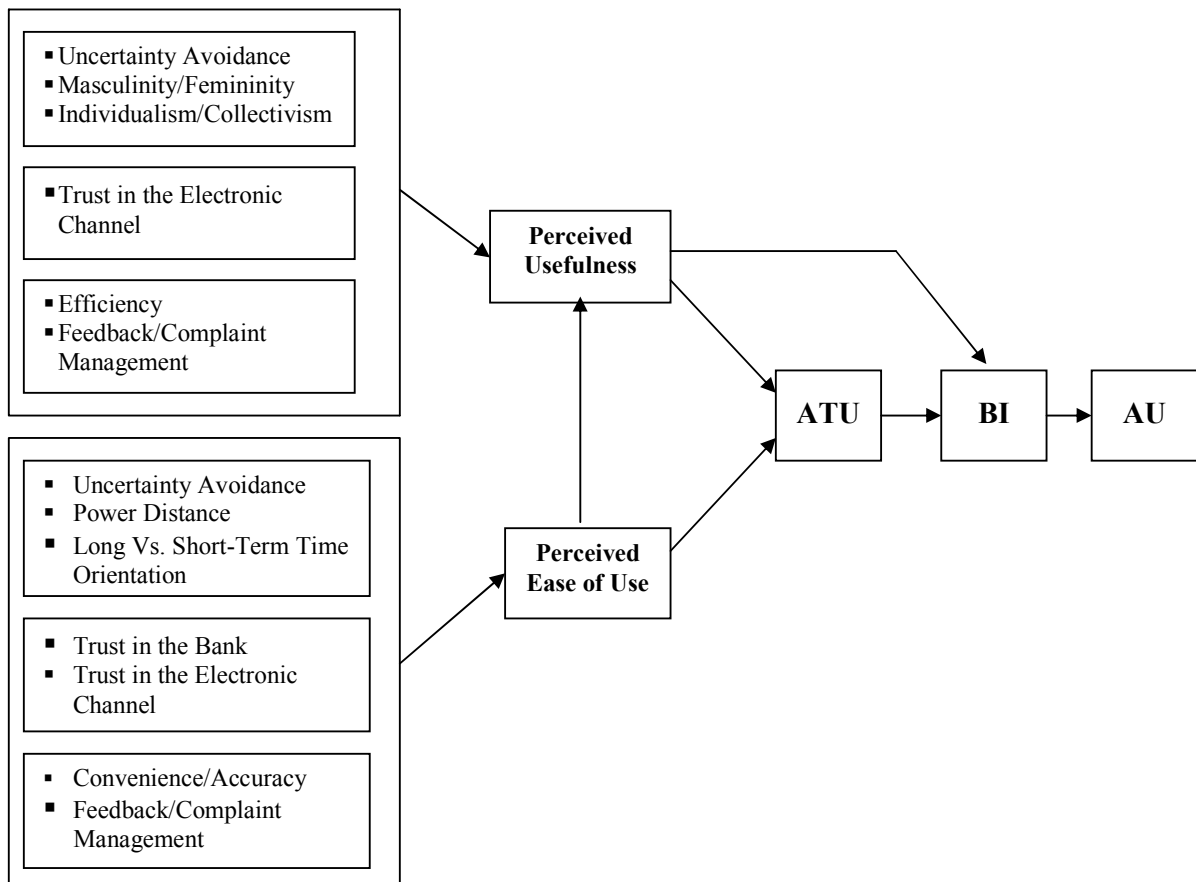 ▪ Uncertainty Avoidance
▪ Masculinity/Femininity
▪ Individualism/Collectivism
▪ Trust in the Electronic
Channel
▪ Efficiency
▪ Feedback/Complaint
Management
Perceived
Usefulness
ATU
BI
AU
▪ Uncertainty Avoidance
▪ Power Distance
▪ Long Vs. Short-Term Time
Orientation
▪ Trust in the Bank
▪ Trust in the Electronic
Channel
▪ Convenience/Accuracy
▪ Feedback/Complaint
Management
Perceived
Ease of Use